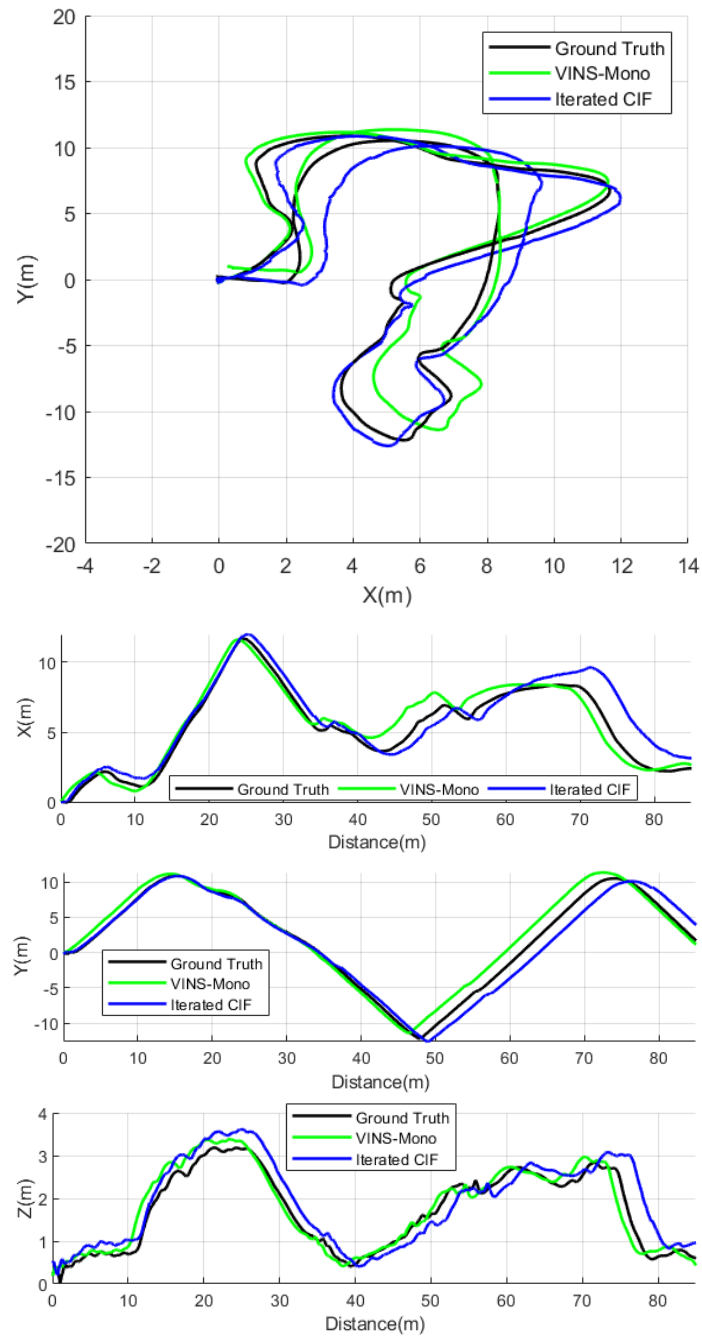 20
15
10
5
0
-5
-10
-15
-20
Y(m)
Ground Truth
VINS-Mono
Iterated CIF
-4 -2 0 2 4 6 8 10 12 14
X(m)
10
5
0
X(m)
Ground Truth VINS-Mono Iterated CIF
0 10 20 30 40 50 60 70 80
Distance(m)
10
5
0
-5
-10
Y(m)
Ground Truth
VINS-Mono
Iterated CIF
0 10 20 30 40 50 60 70 80
Distance(m)
4
3
2
1
0
Z(m)
Ground Truth
VINS-Mono
Iterated CIF
0 10 20 30 40 50 60 70 80
Distance(m)